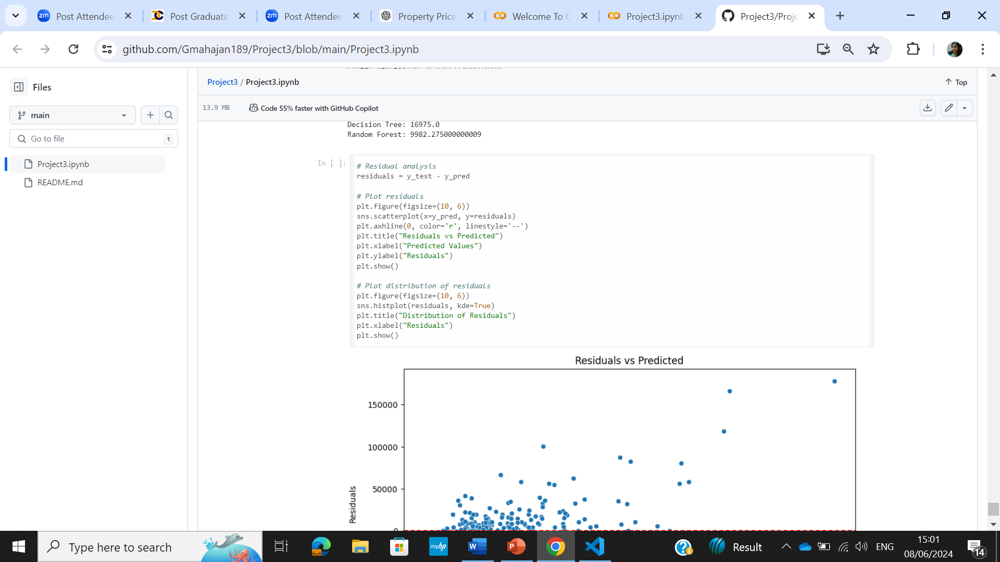 Post Attendee
Post Graduate
Post Attendee
Property Price
Welcome To C
Project3.ipynb
Project3/Proje
github.com/Gmahajan189/Project3/blob/main/Project3.ipynb
Files
Project3 / Project3.ipynb
Top
main
13.9 MB
Code 55% faster with GitHub Copilot
Go to file
t
Project3.ipynb
README.md
Decision Tree: 16975.0
Random Forest: 9982.275000000009
In [ ]:
# Residual analysis
residuals = y_test - y_pred
# Plot residuals
plt.figure(figsize=(10, 6))
sns.scatterplot(x=y_pred, y=residuals)
plt.axhline(0, color='r', linestyle='--')
plt.title("Residuals vs Predicted")
plt.xlabel("Predicted Values")
plt.ylabel("Residuals")
plt.show()
# Plot distribution of residuals
plt.figure(figsize=(10, 6))
sns.histplot(residuals, kde=True)
plt.title("Distribution of Residuals")
plt.xlabel("Residuals")
plt.show()
Residuals vs Predicted
150000
100000
50000
0
Residuals
Type here to search
Result
ENG
15:01
08/06/2024
14